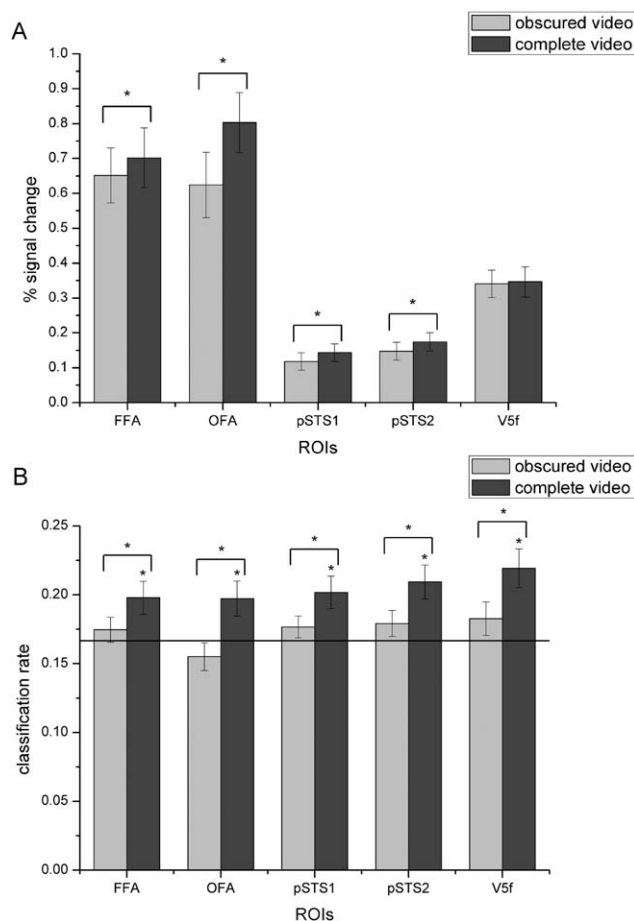 A
obscured video
complete video
% signal change
1.0
0.9
0.8
0.7
0.6
0.5
0.4
0.3
0.2
0.1
0.0
* * * *
FFA OFA pSTS1 pSTS2 V5f
ROIs
B
obscured video
complete video
classification rate
0.25
0.20
0.15
0.10
0.05
0.00
* * * * *
* * * * *
FFA OFA pSTS1 pSTS2 V5f
ROIs